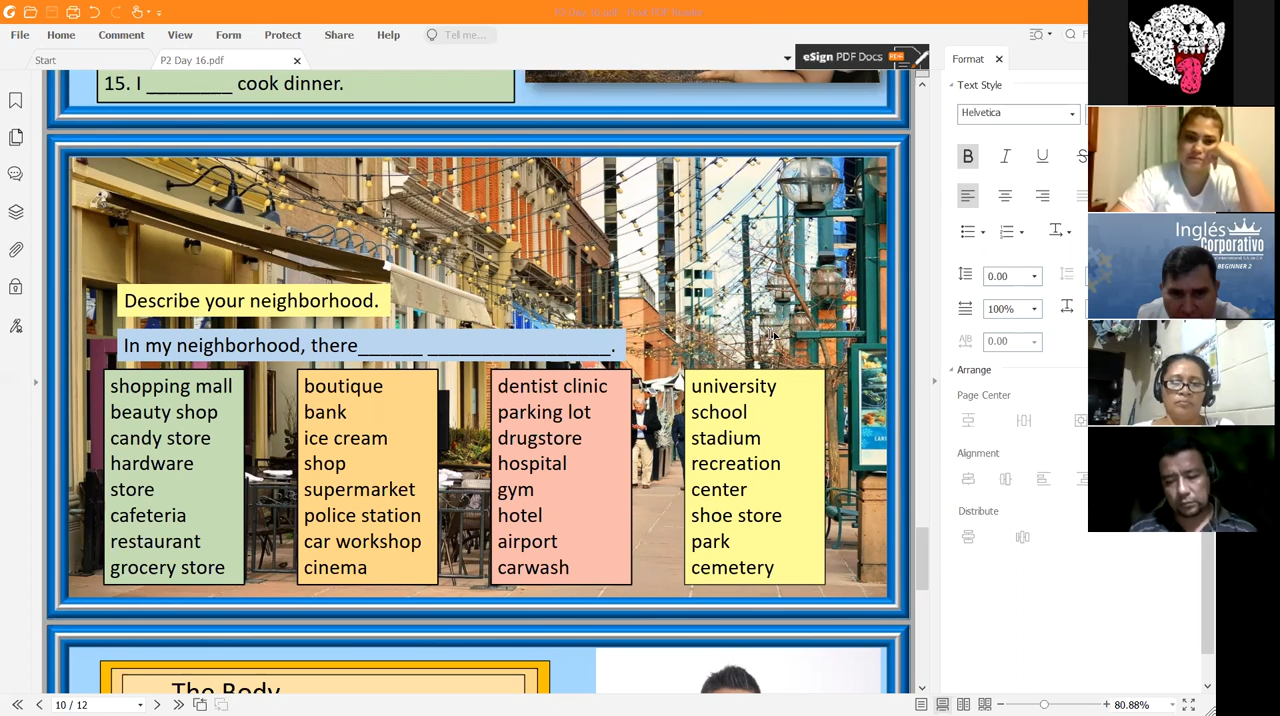 P2 Day 16.pdf - Foxit PDF Reader
File Home Comment View Form Protect Share Help Tell me...
Start P2 Day 16.pdf
eSign PDF Docs
15. I _________ cook dinner.
Describe your neighborhood.
In my neighborhood, there______ _________________.
shopping mall
beauty shop
candy store
hardware
store
cafeteria
restaurant
grocery store
boutique
bank
ice cream
shop
supermarket
police station
car workshop
cinema
dentist clinic
parking lot
drugstore
hospital
gym
hotel
airport
carwash
university
school
stadium
recreation
center
shoe store
park
cemetery
The Body
10 / 12
80.88%
Format
Text Style
Helvetica
B I U S
0.00
100%
0.00
Arrange
Page Center
Alignment
Distribute
Inglés
Corporativo
BEGINNER 2